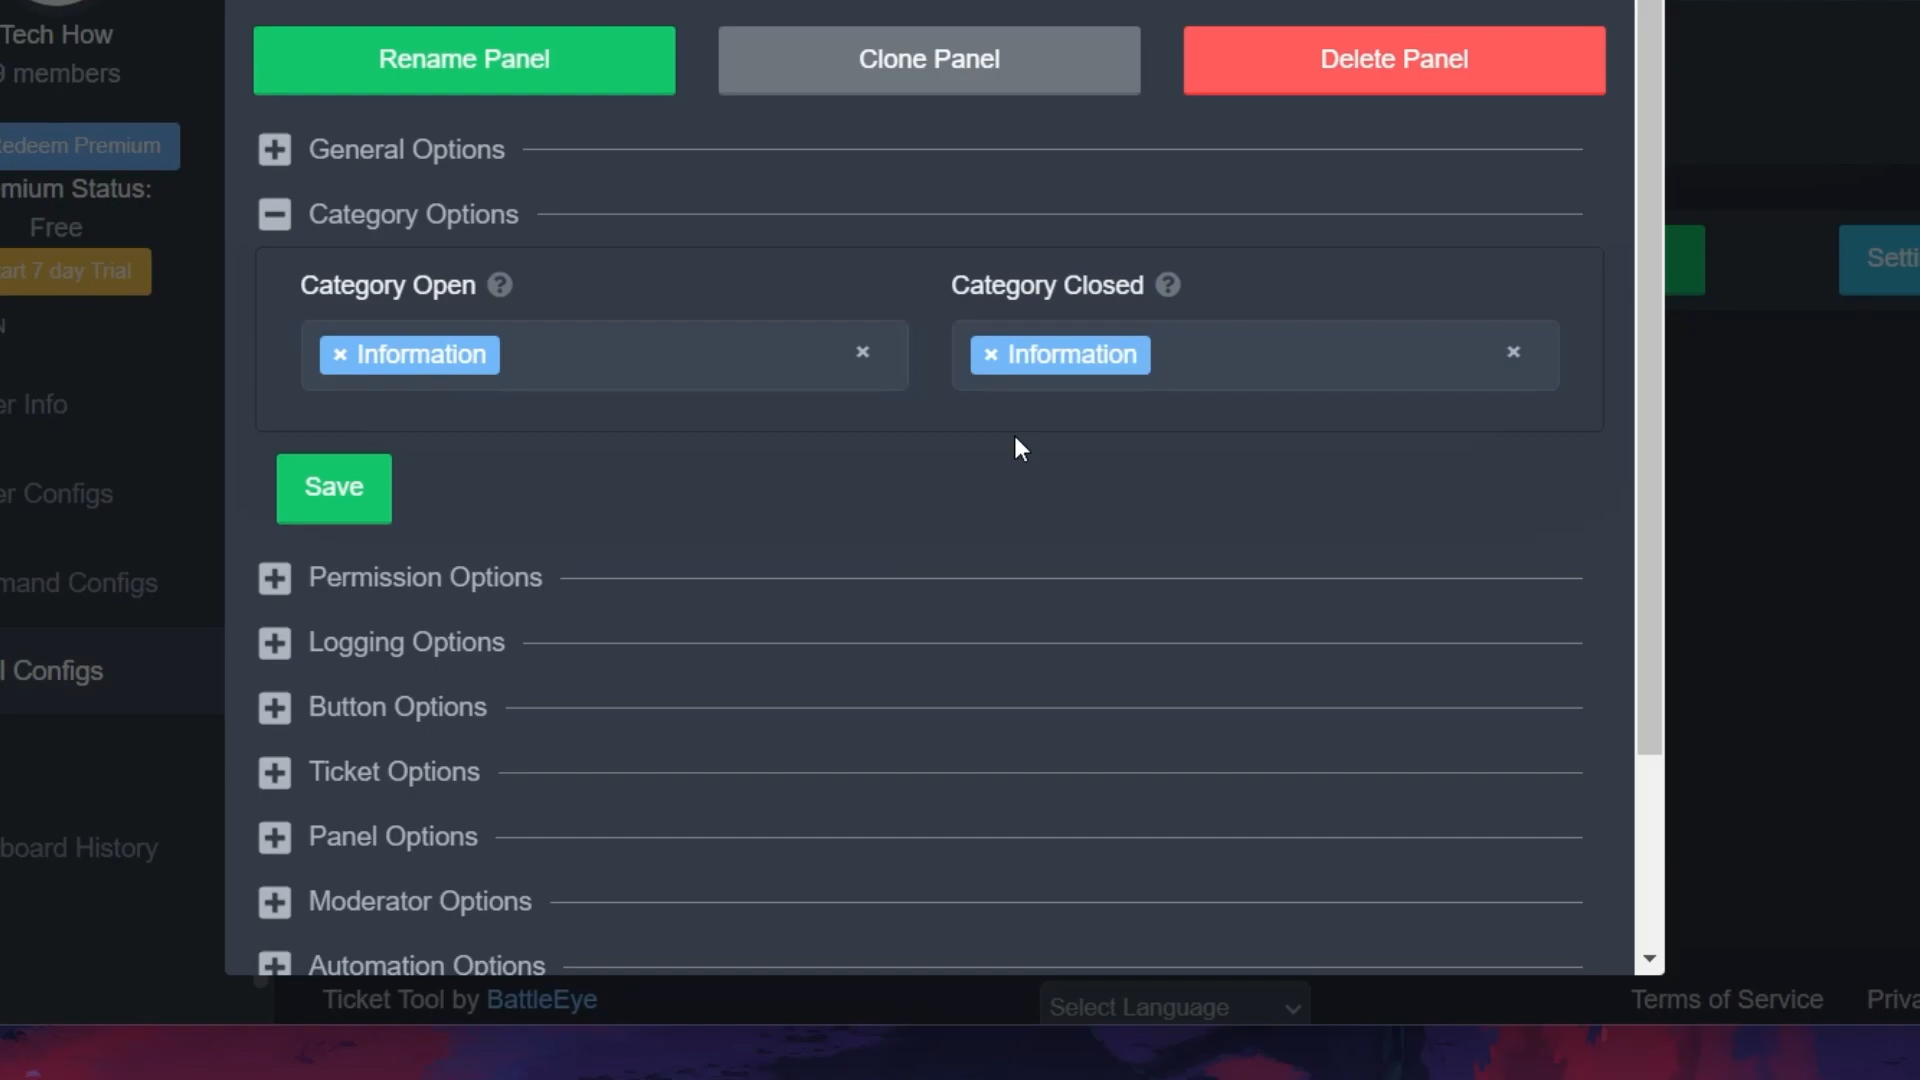 Tech How
9 members
Redeem Premium
mium Status:
Free
art 7 day Trial
N
er Info
er Configs
mand Configs
l Configs
board History
Rename Panel
Clone Panel
Delete Panel
General Options
Category Options
Category Open ?
Category Closed ?
× Information ×
× Information ×
Save
Permission Options
Logging Options
Button Options
Ticket Options
Panel Options
Moderator Options
Automation Options
Setti
Ticket Tool by BattleEye
Select Language
Terms of Service
Priva